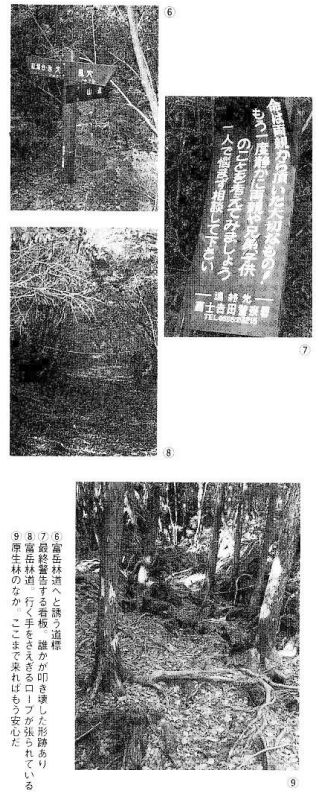 ⑥
命は両親から頂いた大切なもの!
もう一度静かに両親や兄弟、子供
のことを考えてみましょう
一人で悩まず相談して下さい
連絡先
富士吉田警察署
⑦
⑧
⑥富岳林道へと誘う道標
⑦最終警告する看板。誰かが叩き壊した形跡あり
⑧富岳林道。行く手をさえぎるロープが張られている
⑨原生林のなか。ここまで来ればもう安心だ
⑨